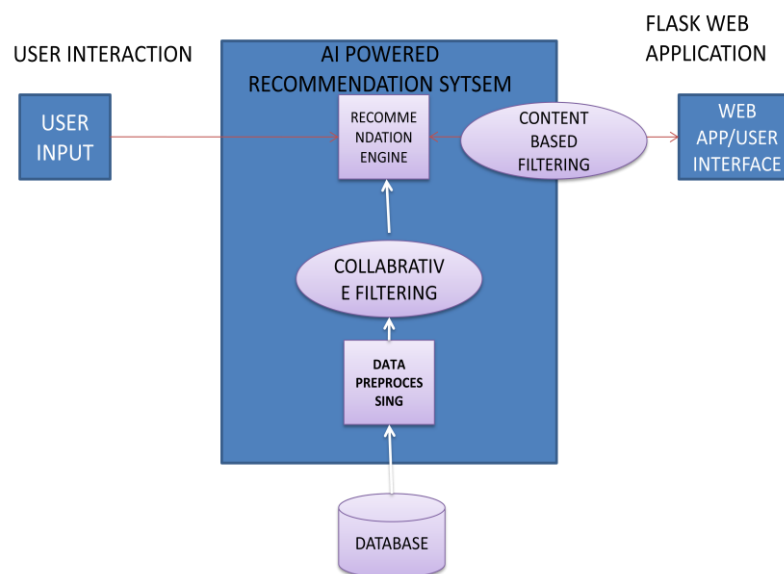 USER INTERACTION
AI POWERED
RECOMMENDATION SYTSEM
FLASK WEB
APPLICATION
USER
INPUT
RECOMME
NDATION
ENGINE
CONTENT
BASED
FILTERING
WEB
APP/USER
INTERFACE
COLLABRATIV
E FILTERING
DATA
PREPROCES
SING
DATABASE